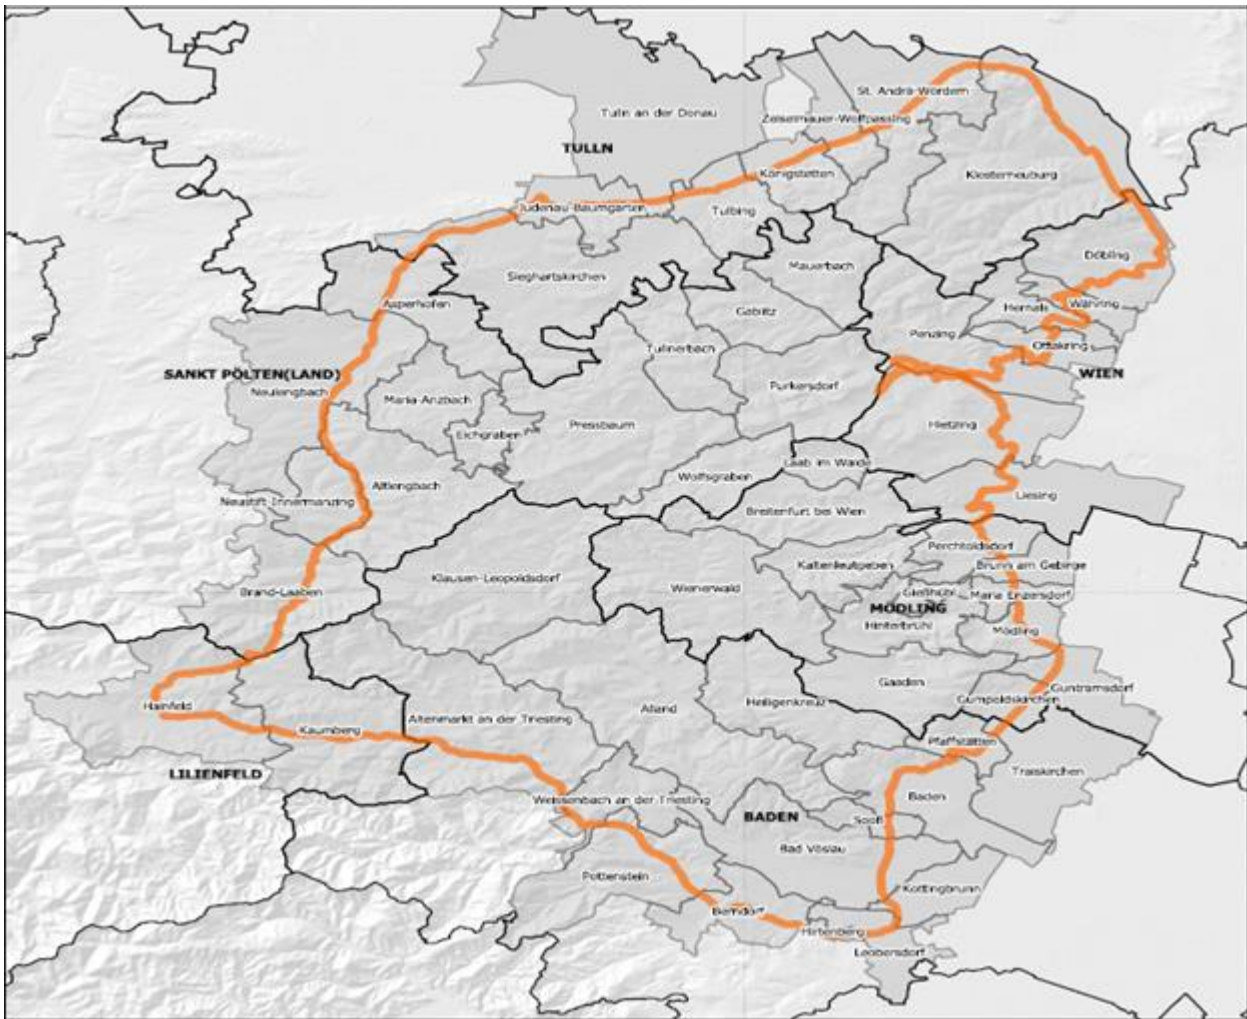 St. Andrä-Wördern
Tulln an der Donau
Zeiselmauer-Wolfpassing
TULLN
Königstetten
Klosterneuburg
Judenau-Baumgarten
Tulbing
Döbling
Mauerbach
Sieghartskirchen
Asperhofen
Hernals
Währing
Gablitz
Penzing
Ottakring
Tullnerbach
SANKT PÖLTEN(LAND)
WIEN
Purkersdorf
Neulengbach
Maria-Anzbach
Pressbaum
Hietzing
Eichgraben
Laab im Walde
Wolfsgraben
Altlengbach
Liesing
Neustift-Innermanzing
Breitenfurt bei Wien
Perchtoldsdorf
Kaltenleutgeben
Brunn am Gebirge
Klausen-Leopoldsdorf
Wienerwald
Gießhübl
Brand-Laaben
Maria Enzersdorf
MÖDLING
Hinterbrühl
Mödling
Gaaden
Guntramsdorf
Gumpoldskirchen
Heiligenkreuz
Hainfeld
Alland
Altenmarkt an der Triesting
Kaumberg
Pfaffstätten
LILIENFELD
Traiskirchen
Baden
Weissenbach an der Triesting
BADEN
Sooß
Bad Vöslau
Pottenstein
Kottingbrunn
Berndorf
Hirtenberg
Leobersdorf